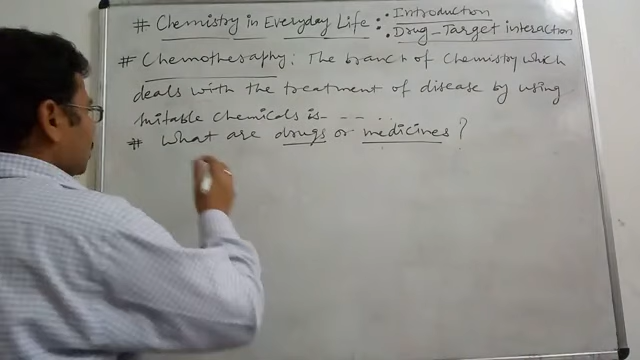 # Chemistry in Everyday Life : Introduction
: Drug-Target interaction
# Chemotherapy : The branch of Chemistry which
deals with the treatment of disease by using
suitable chemicals is - - - . .
# What are drugs or medicines ?